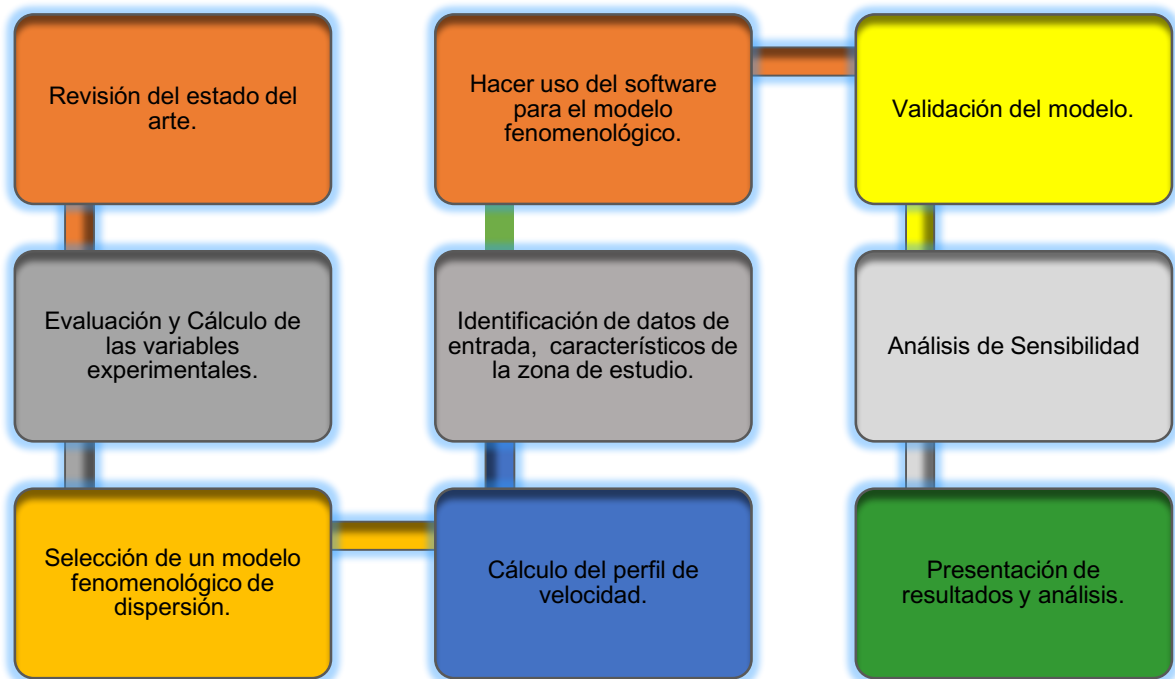 Revisión del estado del
arte.
Evaluación y Cálculo de
las variables
experimentales.
Selección de un modelo
fenomenológico de
dispersión.
Cálculo del perfil de
velocidad.
Identificación de datos de
entrada, característicos de
la zona de estudio.
Hacer uso del software
para el modelo
fenomenológico.
Validación del modelo.
Análisis de Sensibilidad
Presentación de
resultados y análisis.